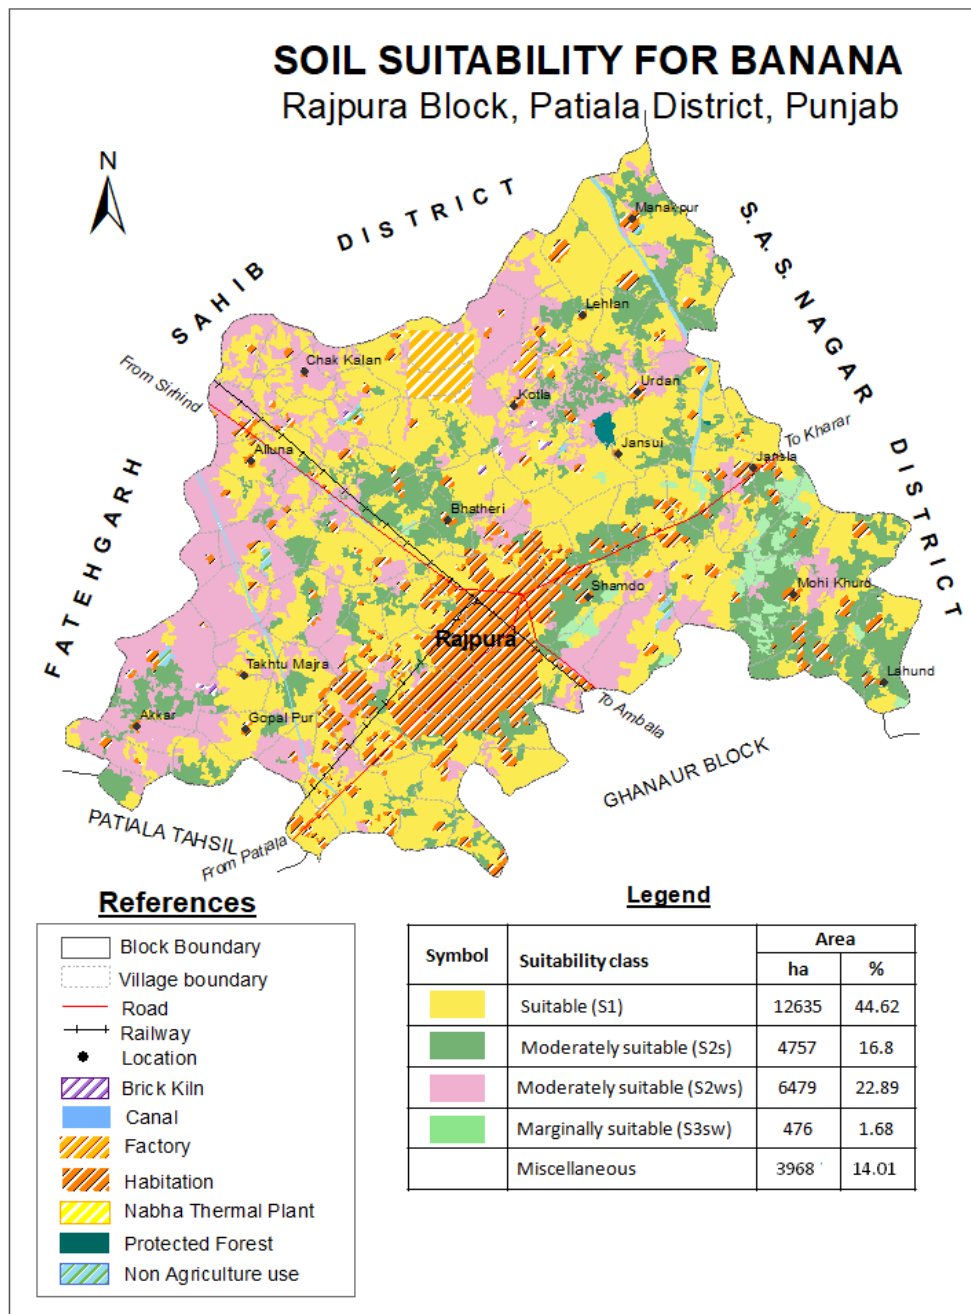 SOIL SUITABILITY FOR BANANA
Rajpura Block, Patiala District, Punjab
N
FATEHGARH SAHIB DISTRICT
S.A.S. NAGAR DISTRICT
Manakpur
Lehlan
Chak Kalan
From Sirhind
Urdan
Kotla
To Kharar
Alluna
Jansui
Jansla
Bhatheri
Shamdo
Mohi Khurd
Rajpura
Takhtu Majra
Lahund
Akkar
Gopal Pur
To Ambala
GHANAUR BLOCK
PATIALA TAHSIL
From Patiala
References
Block Boundary
Village boundary
Road
Railway
Location
Brick Kiln
Canal
Factory
Habitation
Nabha Thermal Plant
Protected Forest
Non Agriculture use
Legend
Symbol Suitability class Area
ha %
Suitable (S1) 12635 44.62
Moderately suitable (S2s) 4757 16.8
Moderately suitable (S2ws) 6479 22.89
Marginally suitable (S3sw) 476 1.68
Miscellaneous 3968 14.01